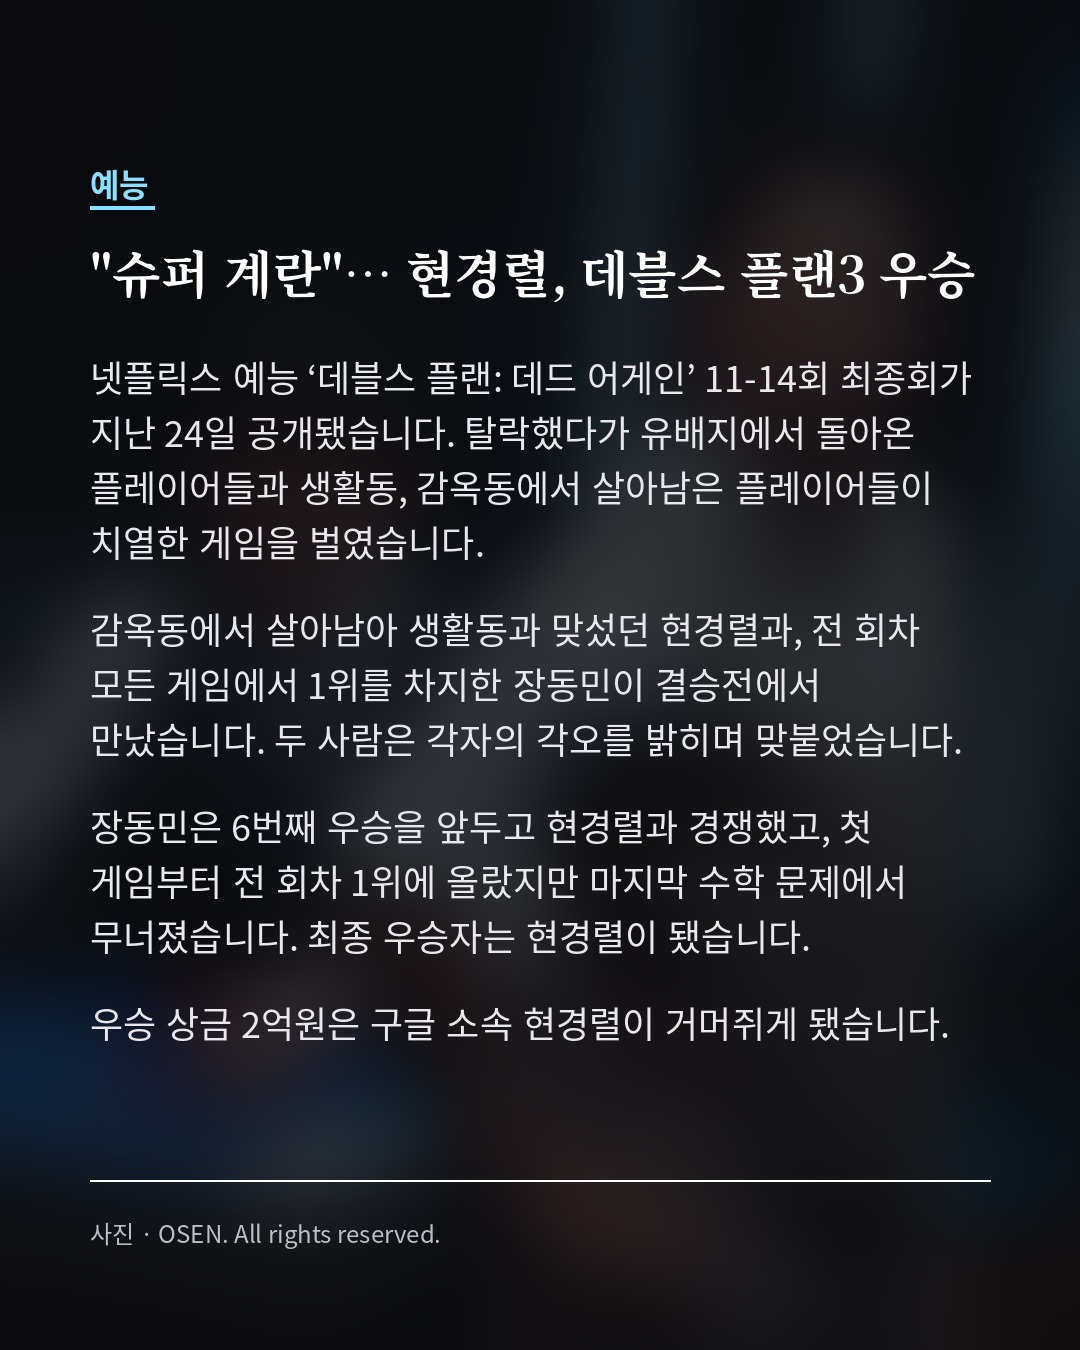 예능
"슈퍼 계란"… 현경렬, 데블스 플랜3 우승
넷플릭스 예능 ‘데블스 플랜: 데드 어게인’ 11-14회 최종회가
지난 24일 공개됐습니다. 탈락했다가 유배지에서 돌아온
플레이어들과 생활동, 감옥동에서 살아남은 플레이어들이
치열한 게임을 벌였습니다.
감옥동에서 살아남아 생활동과 맞섰던 현경렬과, 전 회차
모든 게임에서 1위를 차지한 장동민이 결승전에서
만났습니다. 두 사람은 각자의 각오를 밝히며 맞붙었습니다.
장동민은 6번째 우승을 앞두고 현경렬과 경쟁했고, 첫
게임부터 전 회차 1위에 올랐지만 마지막 수학 문제에서
무너졌습니다. 최종 우승자는 현경렬이 됐습니다.
우승 상금 2억원은 구글 소속 현경렬이 거머쥐게 됐습니다.
사진 · OSEN. All rights reserved.